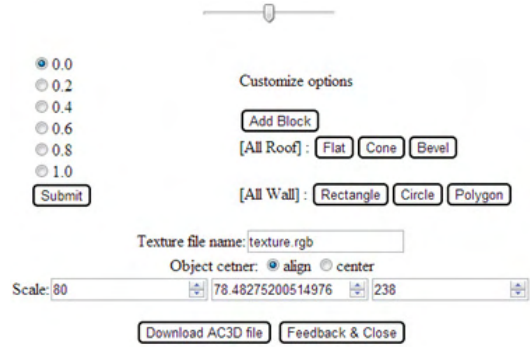 0.0
0.2
0.4
0.6
0.8
1.0
Submit
Customize options
Add Block
[All Roof] : Flat Cone Bevel
[All Wall] : Rectangle Circle Polygon
Texture file name: texture.rgb
Object cetner: align center
Scale: 80 78.48275200514976 238
Download AC3D file Feedback & Close